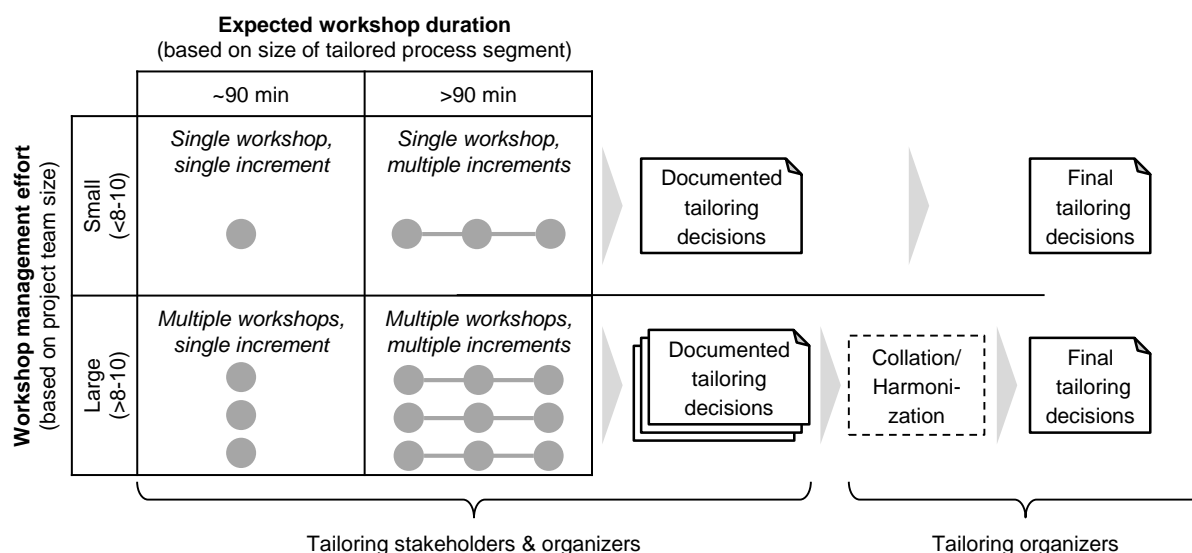 Expected workshop duration
(based on size of tailored process segment)
~90 min
>90 min
Workshop management effort
(based on project team size)
Small
(<8-10)
Single workshop,
single increment
Single workshop,
multiple increments
Documented
tailoring
decisions
Final
tailoring
decisions
Large
(>8-10)
Multiple workshops,
single increment
Multiple workshops,
multiple increments
Documented
tailoring
decisions
Collation/
Harmoni-
zation
Final
tailoring
decisions
Tailoring stakeholders & organizers
Tailoring organizers